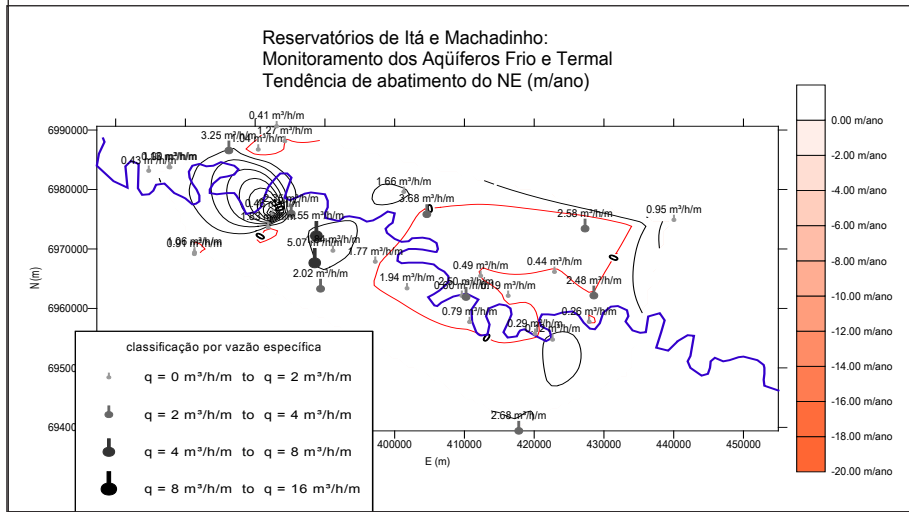 Reservatórios de Itá e Machadinho:
Monitoramento dos Aqüíferos Frio e Termal
Tendência de abatimento do NE (m/ano)
0.41 m³/h/m
6990000
3.25 m³/h/m
1.04 m³/h/m
1.27 m³/h/m
0.43 m³/h/m
6980000
1.66 m³/h/m
3.68 m³/h/m
0
2.58 m³/h/m
0.95 m³/h/m
6970000
0.91 m³/h/m
5.07 m³/h/m
1.77 m³/h/m
0
0
2.02 m³/h/m
1.94 m³/h/m
0.49 m³/h/m
0.44 m³/h/m
2.48 m³/h/m
6960000
0.79 m³/h/m
0.29 m³/h/m
0.26 m³/h/m
0
2.68 m³/h/m
N (m)
400000
410000
420000
430000
440000
450000
E (m)
classificação por vazão específica
q = 0 m³/h/m to q = 2 m³/h/m
q = 2 m³/h/m to q = 4 m³/h/m
q = 4 m³/h/m to q = 8 m³/h/m
q = 8 m³/h/m to q = 16 m³/h/m
0.00 m/ano
-2.00 m/ano
-4.00 m/ano
-6.00 m/ano
-8.00 m/ano
-10.00 m/ano
-12.00 m/ano
-14.00 m/ano
-16.00 m/ano
-18.00 m/ano
-20.00 m/ano